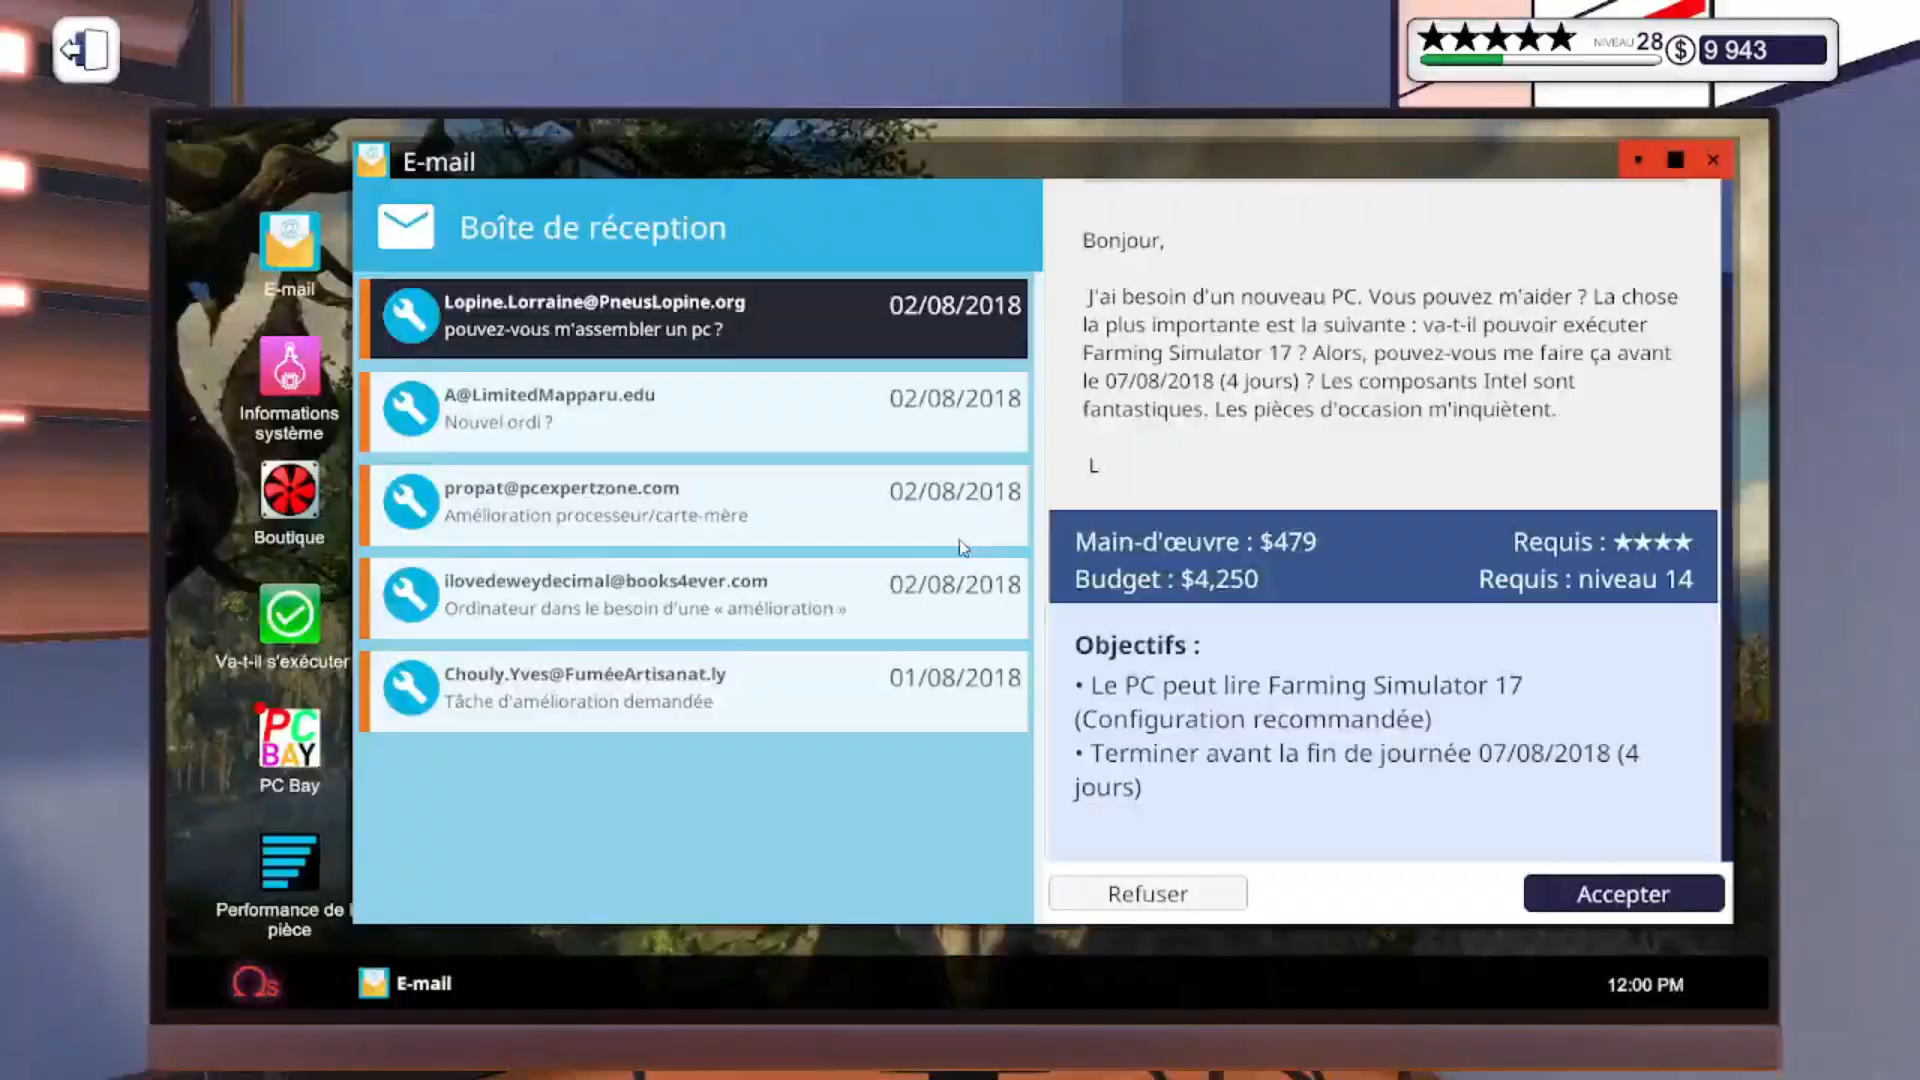 ★★★★★ NIVEAU 28 $ 9 943
E-mail
Boîte de réception
Lopine.Lorraine@PneusLopine.org 02/08/2018
pouvez-vous m'assembler un pc ?
A@LimitedMapparu.edu 02/08/2018
Nouvel ordi ?
propat@pcexpertzone.com 02/08/2018
Amélioration processeur/carte-mère
ilovedeweydecimal@books4ever.com 02/08/2018
Ordinateur dans le besoin d'une « amélioration »
Chouly.Yves@FuméeArtisanat.ly 01/08/2018
Tâche d'amélioration demandée
Bonjour,
J'ai besoin d'un nouveau PC. Vous pouvez m'aider ? La chose
la plus importante est la suivante : va-t-il pouvoir exécuter
Farming Simulator 17 ? Alors, pouvez-vous me faire ça avant
le 07/08/2018 (4 jours) ? Les composants Intel sont
fantastiques. Les pièces d'occasion m'inquiètent.
L
Main-d'œuvre : $479 Requis : ★★★★
Budget : $4,250 Requis : niveau 14
Objectifs :
• Le PC peut lire Farming Simulator 17
(Configuration recommandée)
• Terminer avant la fin de journée 07/08/2018 (4
jours)
Refuser Accepter
E-mail
Informations
système
Boutique
Va-t-il s'exécuter
PC
BAY
PC Bay
Performance de
pièce
Ωs E-mail 12:00 PM